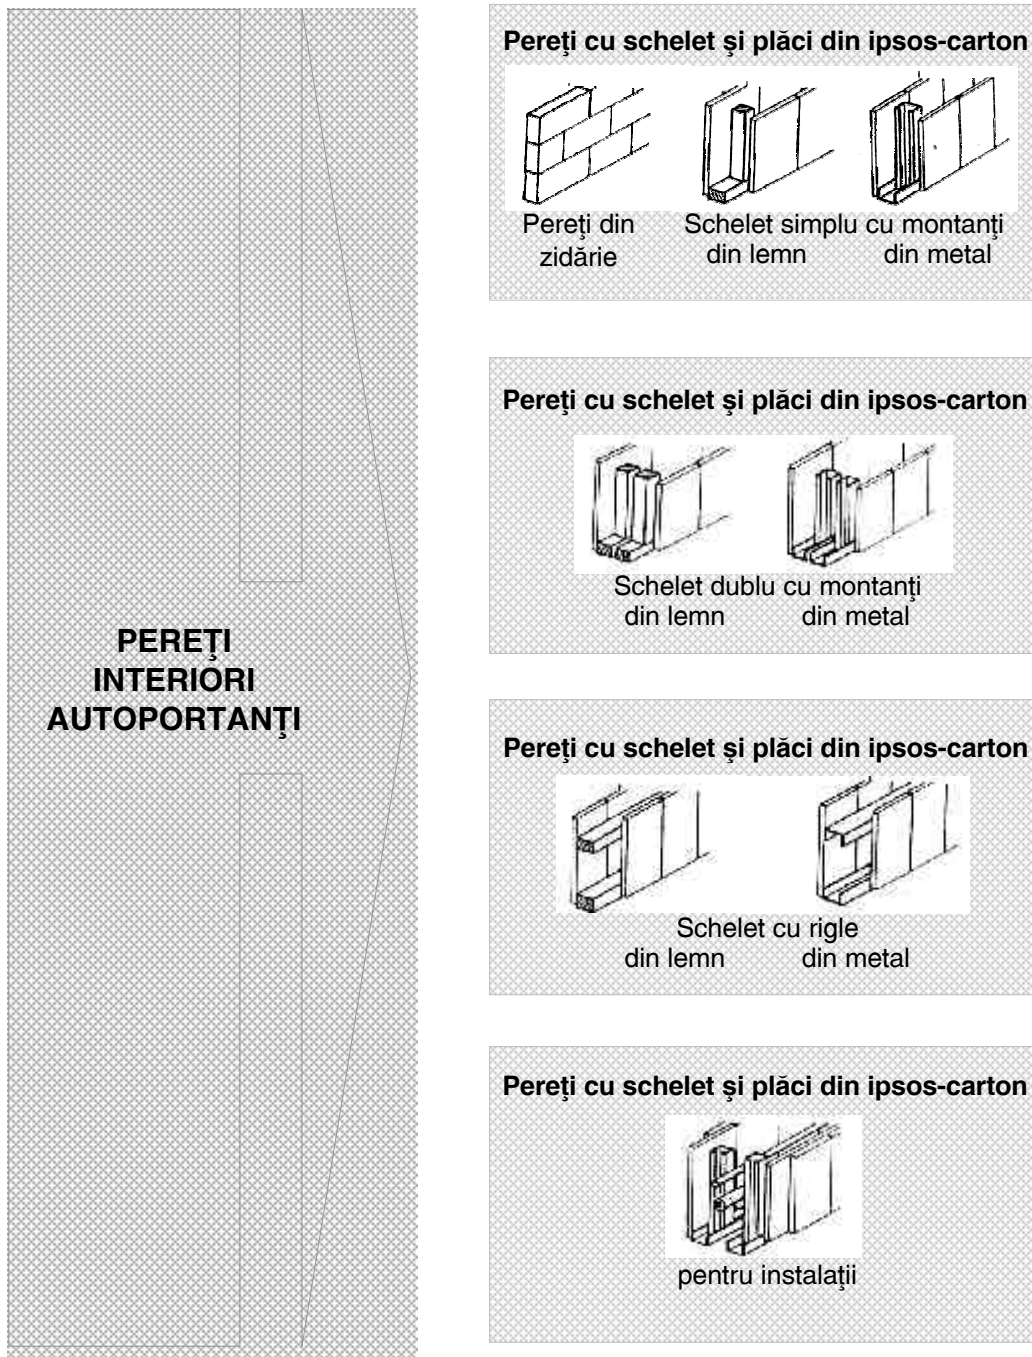 PEREŢI
INTERIORI
AUTOPORTANŢI
Pereţi cu schelet şi plăci din ipsos-carton
Pereţi din
zidărie
Schelet simplu cu montanţi
din lemn din metal
Pereţi cu schelet şi plăci din ipsos-carton
Schelet dublu cu montanţi
din lemn din metal
Pereţi cu schelet şi plăci din ipsos-carton
Schelet cu rigle
din lemn din metal
Pereţi cu schelet şi plăci din ipsos-carton
pentru instalaţii